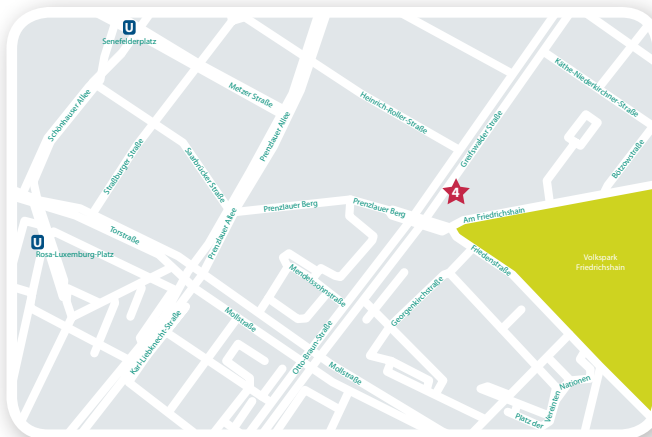 U
Senefelderplatz
Schönhauser Allee
Metzer Straße
Straßburger Straße
Saarbrücker Straße
Prenzlauer Allee
Heinrich-Roller-Straße
Greifswalder Straße
Käthe-Niederkirchner-Straße
Bötzowstraße
4
Prenzlauer Berg
Prenzlauer Berg
Am Friedrichshain
Prenzlauer Allee
Torstraße
U
Rosa-Luxemburg-Platz
Friedenstraße
Volkspark
Friedrichshain
Mendelssohnstraße
Georgenkirchstraße
Mollstaße
Karl-Liebknecht-Straße
Otto-Braun-Straße
Mollstraße
Platz der
Vereinten
Nationen